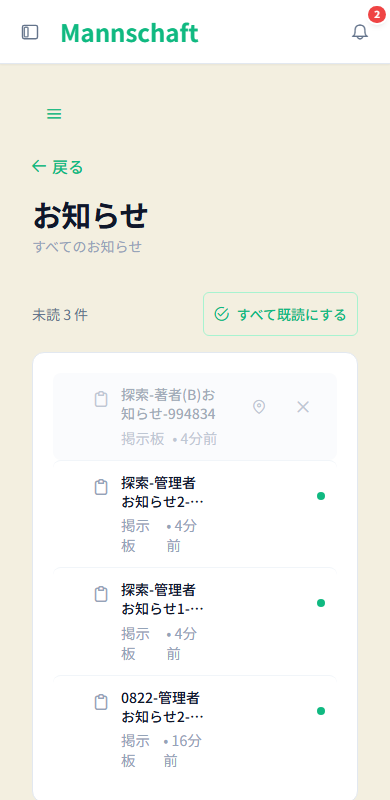 Mannschaft
2
戻る
お知らせ
すべてのお知らせ
未読 3 件
すべて既読にする
探索-著者(B)お
知らせ-994834
掲示板 • 4分前
探索-管理者
お知らせ2-…
掲示 • 4分
板 前
探索-管理者
お知らせ1-…
掲示 • 4分
板 前
0822-管理者
お知らせ2-…
掲示 • 16分
板 前